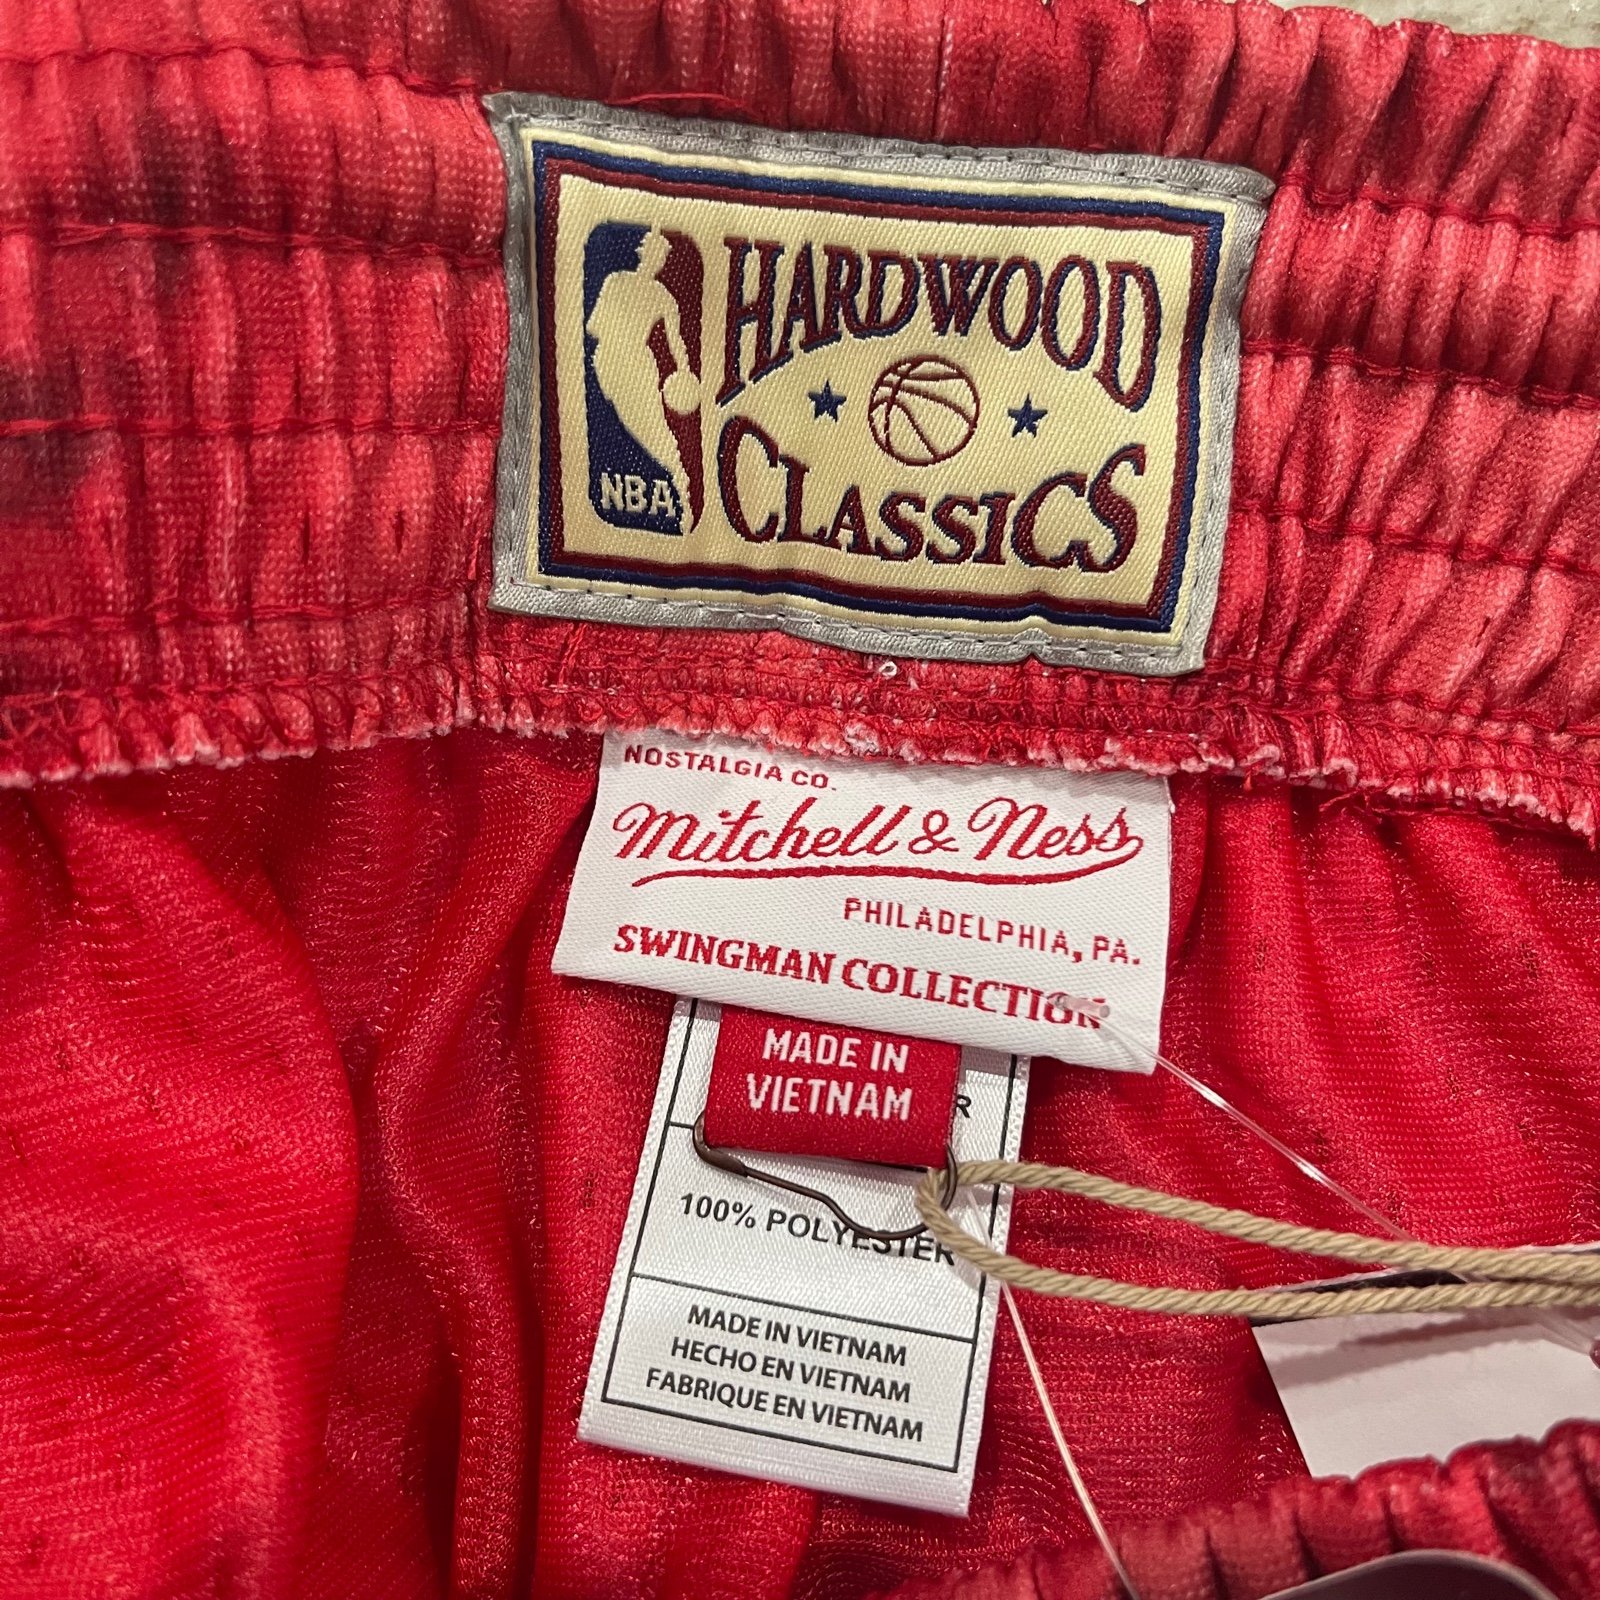 HARDWOOD
CLASSICS
NBA
NOSTALGIA CO.
Mitchell & Ness
PHILADELPHIA, PA.
SWINGMAN COLLECTION
MADE IN
VIETNAM
100% POLYESTER
MADE IN VIETNAM
HECHO EN VIETNAM
FABRIQUE EN VIETNAM